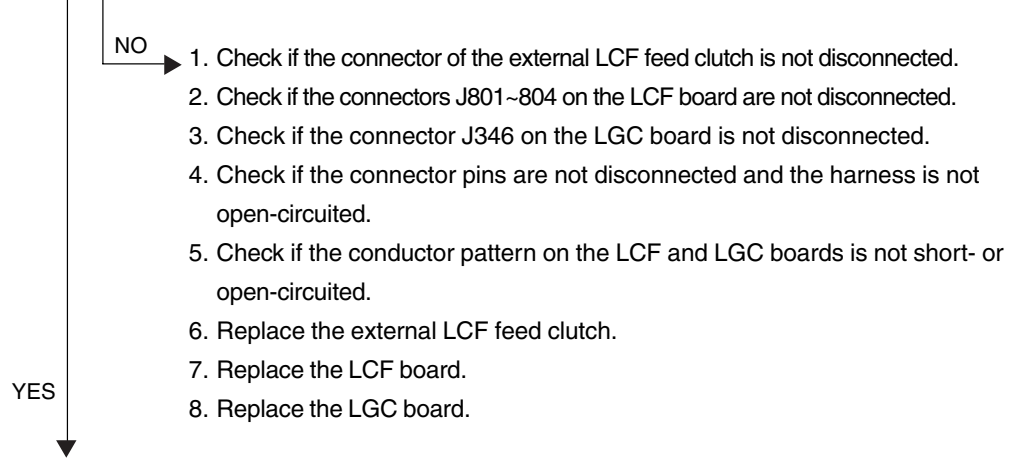 NO
1. Check if the connector of the external LCF feed clutch is not disconnected.
2. Check if the connectors J801~804 on the LCF board are not disconnected.
3. Check if the connector J346 on the LGC board is not disconnected.
4. Check if the connector pins are not disconnected and the harness is not
open-circuited.
5. Check if the conductor pattern on the LCF and LGC boards is not short- or
open-circuited.
6. Replace the external LCF feed clutch.
7. Replace the LCF board.
8. Replace the LGC board.
YES